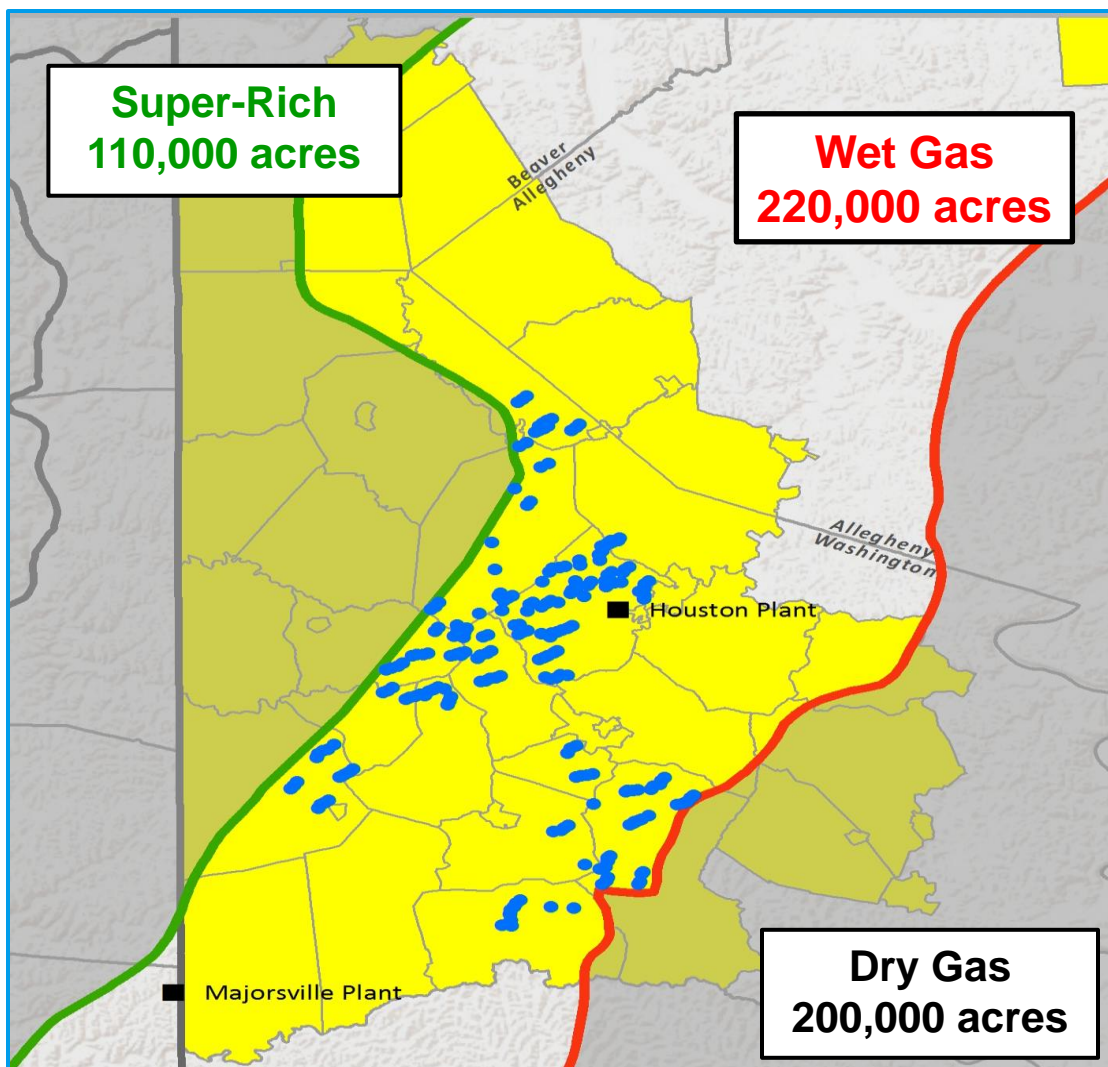 Super-Rich
110,000 acres
Wet Gas
220,000 acres
Beaver
Allegheny
Allegheny
Washington
Houston Plant
Majorsville Plant
Dry Gas
200,000 acres